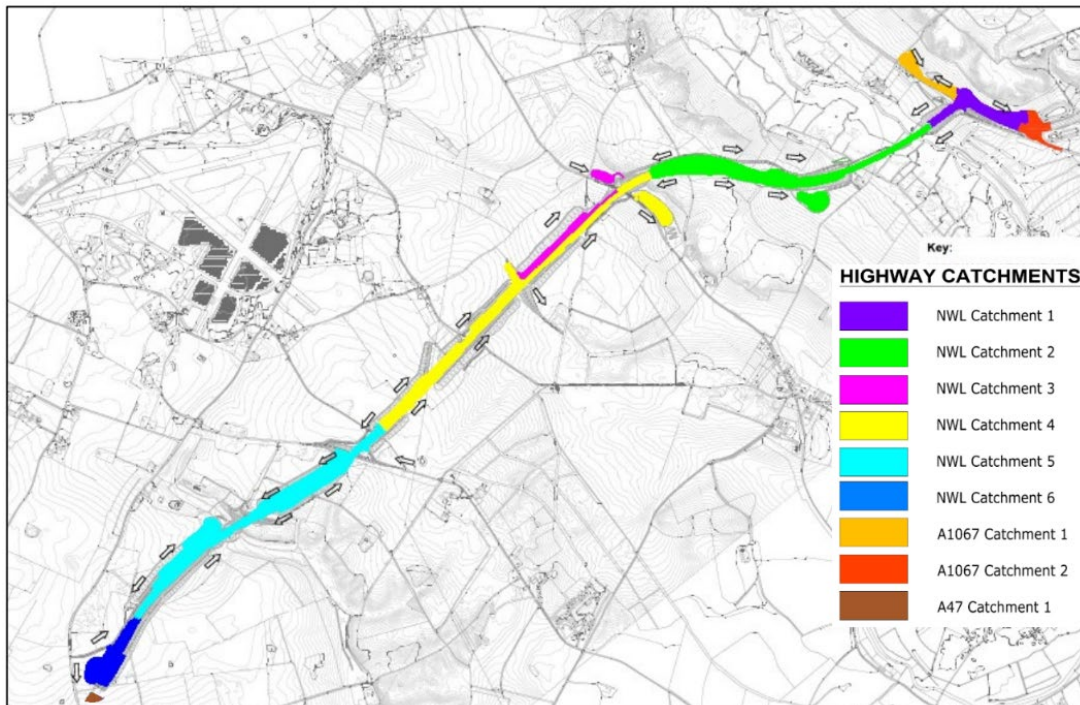 Key:
HIGHWAY CATCHMENTS
NWL Catchment 1
NWL Catchment 2
NWL Catchment 3
NWL Catchment 4
NWL Catchment 5
NWL Catchment 6
A1067 Catchment 1
A1067 Catchment 2
A47 Catchment 1